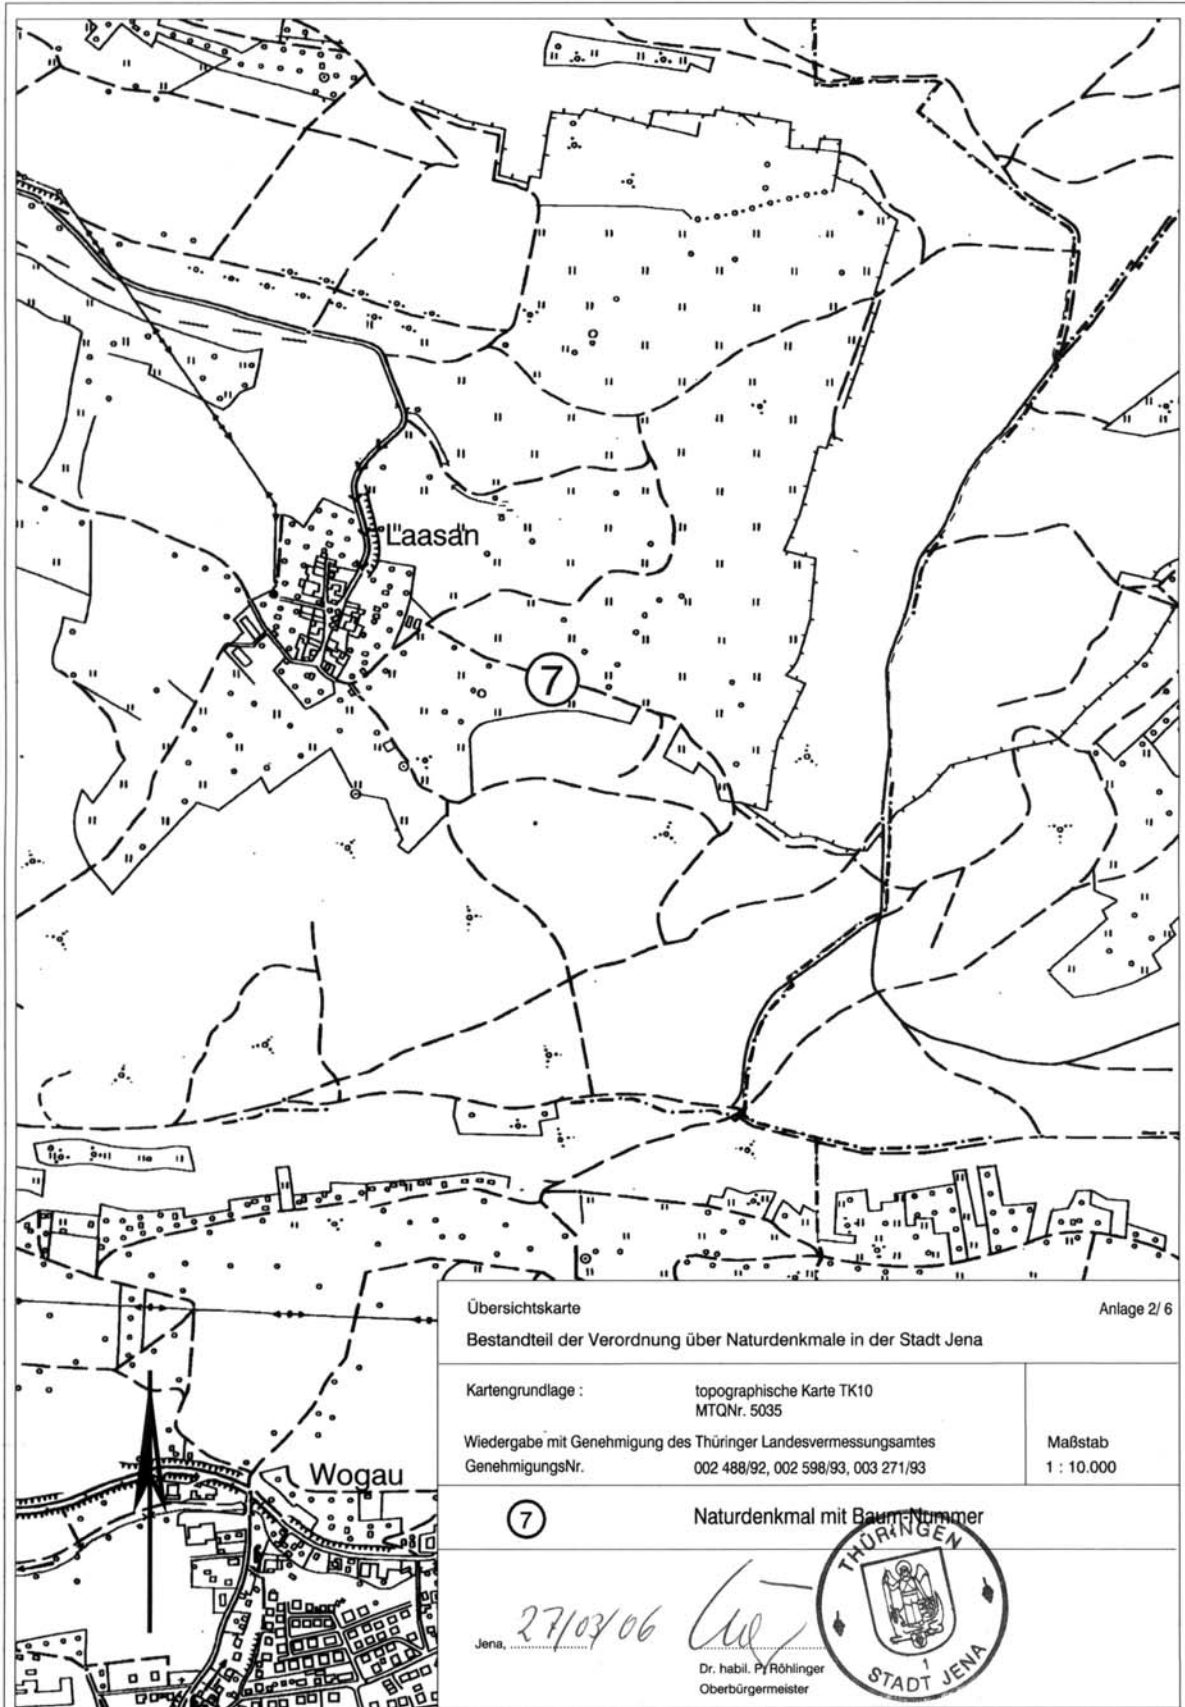 Laasan
7
Wogau
Übersichtskarte Anlage 2/ 6
Bestandteil der Verordnung über Naturdenkmale in der Stadt Jena
Kartengrundlage : topographische Karte TK10
MTQNr. 5035
Wiedergabe mit Genehmigung des Thüringer Landesvermessungsamtes
GenehmigungsNr. 002 488/92, 002 598/93, 003 271/93
Maßstab
1 : 10.000
7 Naturdenkmal mit Baum-Nummer
Jena, 27/03/06
Dr. habil. P. Röhlinger
Oberbürgermeister
THÜRINGEN
1
STADT JENA